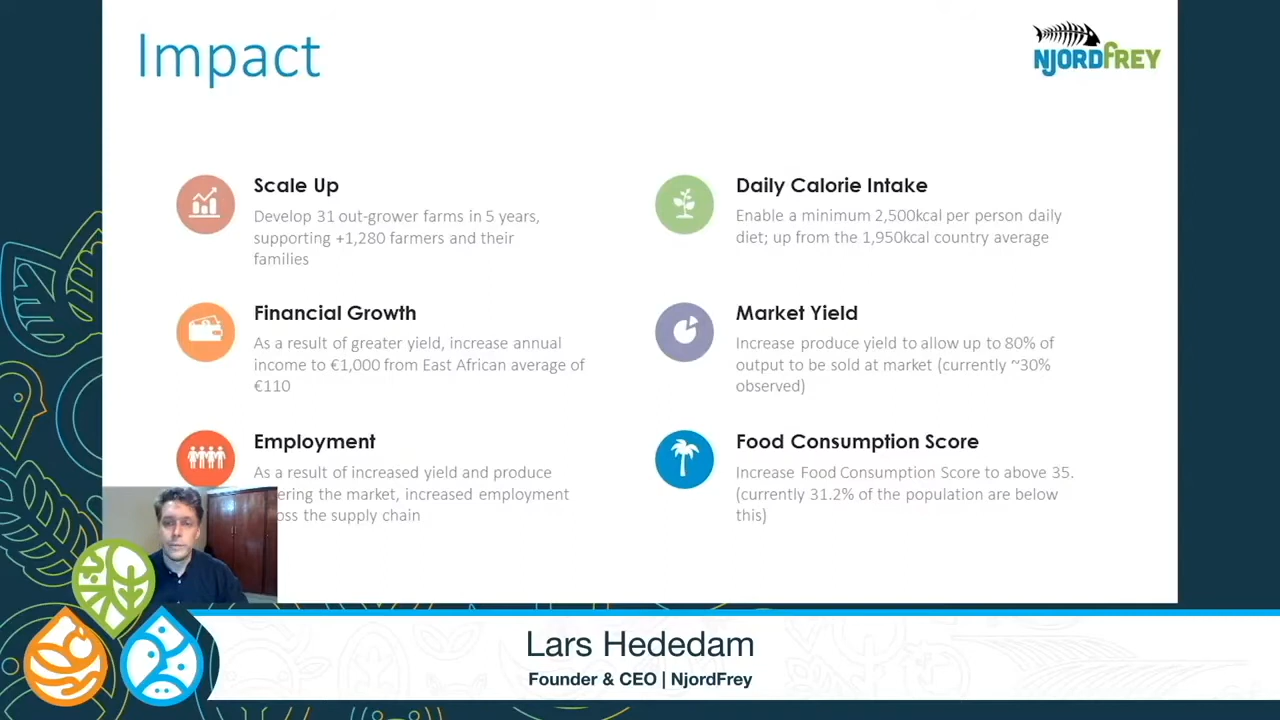 Impact
NJORDFREY
Scale Up
Develop 31 out-grower farms in 5 years,
supporting +1,280 farmers and their
families
Daily Calorie Intake
Enable a minimum 2,500kcal per person daily
diet; up from the 1,950kcal country average
Financial Growth
As a result of greater yield, increase annual
income to €1,000 from East African average of
€110
Market Yield
Increase produce yield to allow up to 80% of
output to be sold at market (currently ~30%
observed)
Employment
As a result of increased yield and produce
the market, increased employment
the supply chain
Food Consumption Score
Increase Food Consumption Score to above 35.
(currently 31.2% of the population are below
this)
Lars Hededam
Founder & CEO | NjordFrey